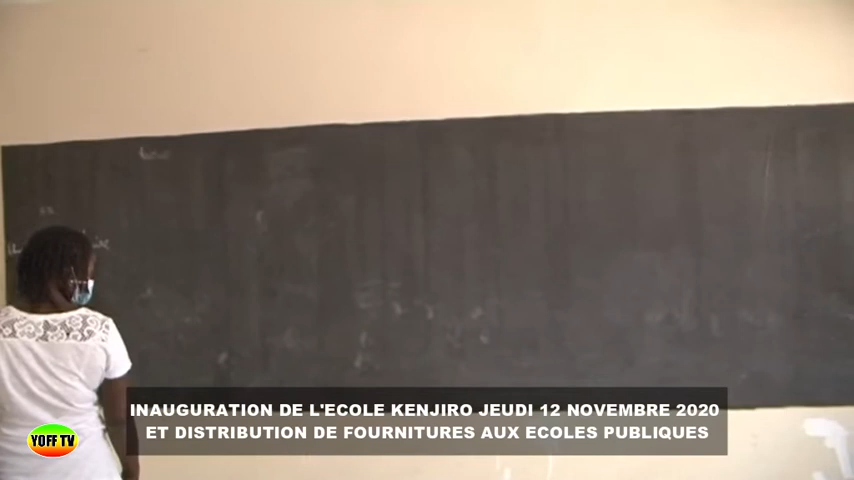 INAUGURATION DE L'ECOLE KENJIRO JEUDI 12 NOVEMBRE 2020
ET DISTRIBUTION DE FOURNITURES AUX ECOLES PUBLIQUES
YOFF TV